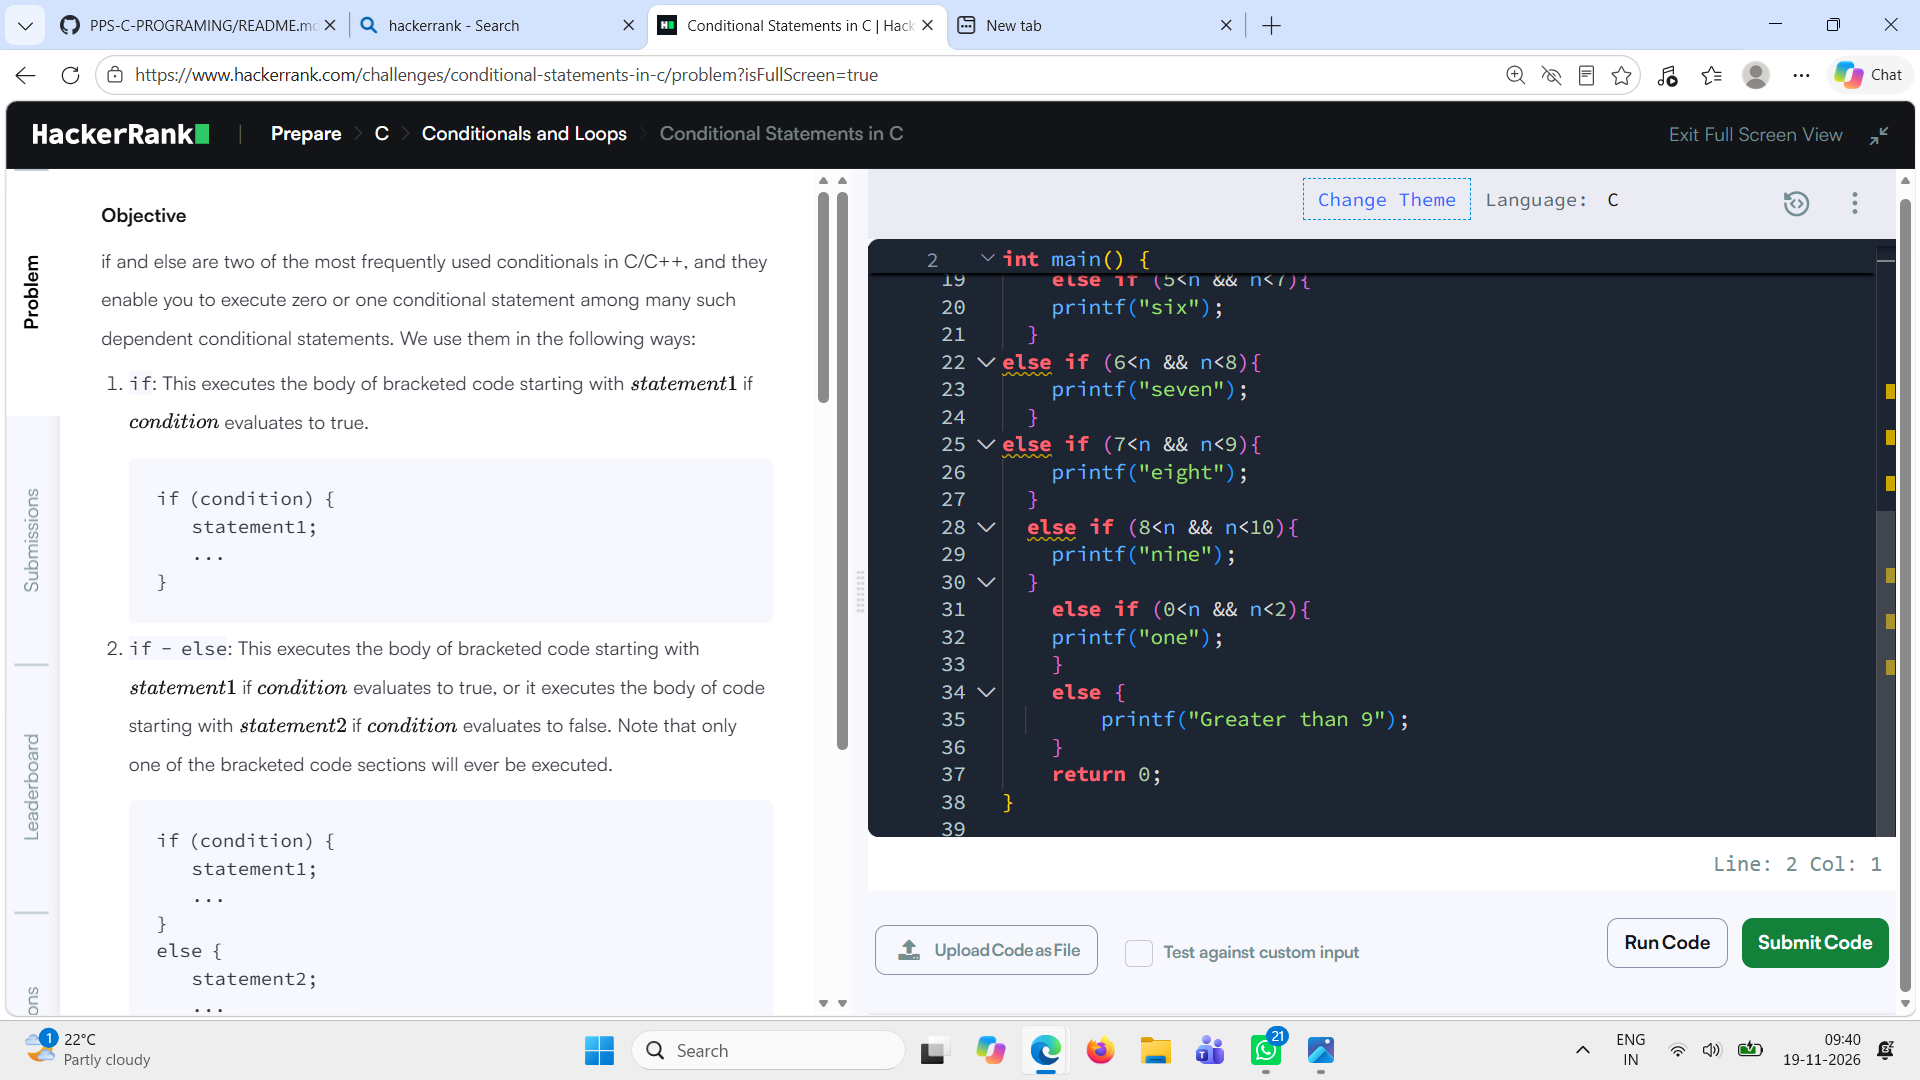 PPS-C-PROGRAMING/README.md
hackerrank - Search
Conditional Statements in C | Hack
New tab
https://www.hackerrank.com/challenges/conditional-statements-in-c/problem?isFullScreen=true
Chat
HackerRank
Prepare
C
Conditionals and Loops
Conditional Statements in C
Exit Full Screen View
Problem
Submissions
Leaderboard
ons
Objective
if and else are two of the most frequently used conditionals in C/C++, and they
enable you to execute zero or one conditional statement among many such
dependent conditional statements. We use them in the following ways:
1. if: This executes the body of bracketed code starting with statement1 if
condition evaluates to true.
if (condition) {
statement1;
...
}
2. if - else: This executes the body of bracketed code starting with
statement1 if condition evaluates to true, or it executes the body of code
starting with statement2 if condition evaluates to false. Note that only
one of the bracketed code sections will ever be executed.
if (condition) {
statement1;
...
}
else {
statement2;
...
Change Theme
Language: C
2 int main() {
19 else if (5<n && n<7){
20 printf("six");
21 }
22 else if (6<n && n<8){
23 printf("seven");
24 }
25 else if (7<n && n<9){
26 printf("eight");
27 }
28 else if (8<n && n<10){
29 printf("nine");
30 }
31 else if (0<n && n<2){
32 printf("one");
33 }
34 else {
35 printf("Greater than 9");
36 }
37 return 0;
38 }
39
Line: 2 Col: 1
Upload Code as File
Test against custom input
Run Code
Submit Code
1
22°C
Partly cloudy
Search
21
ENG
IN
09:40
19-11-2026